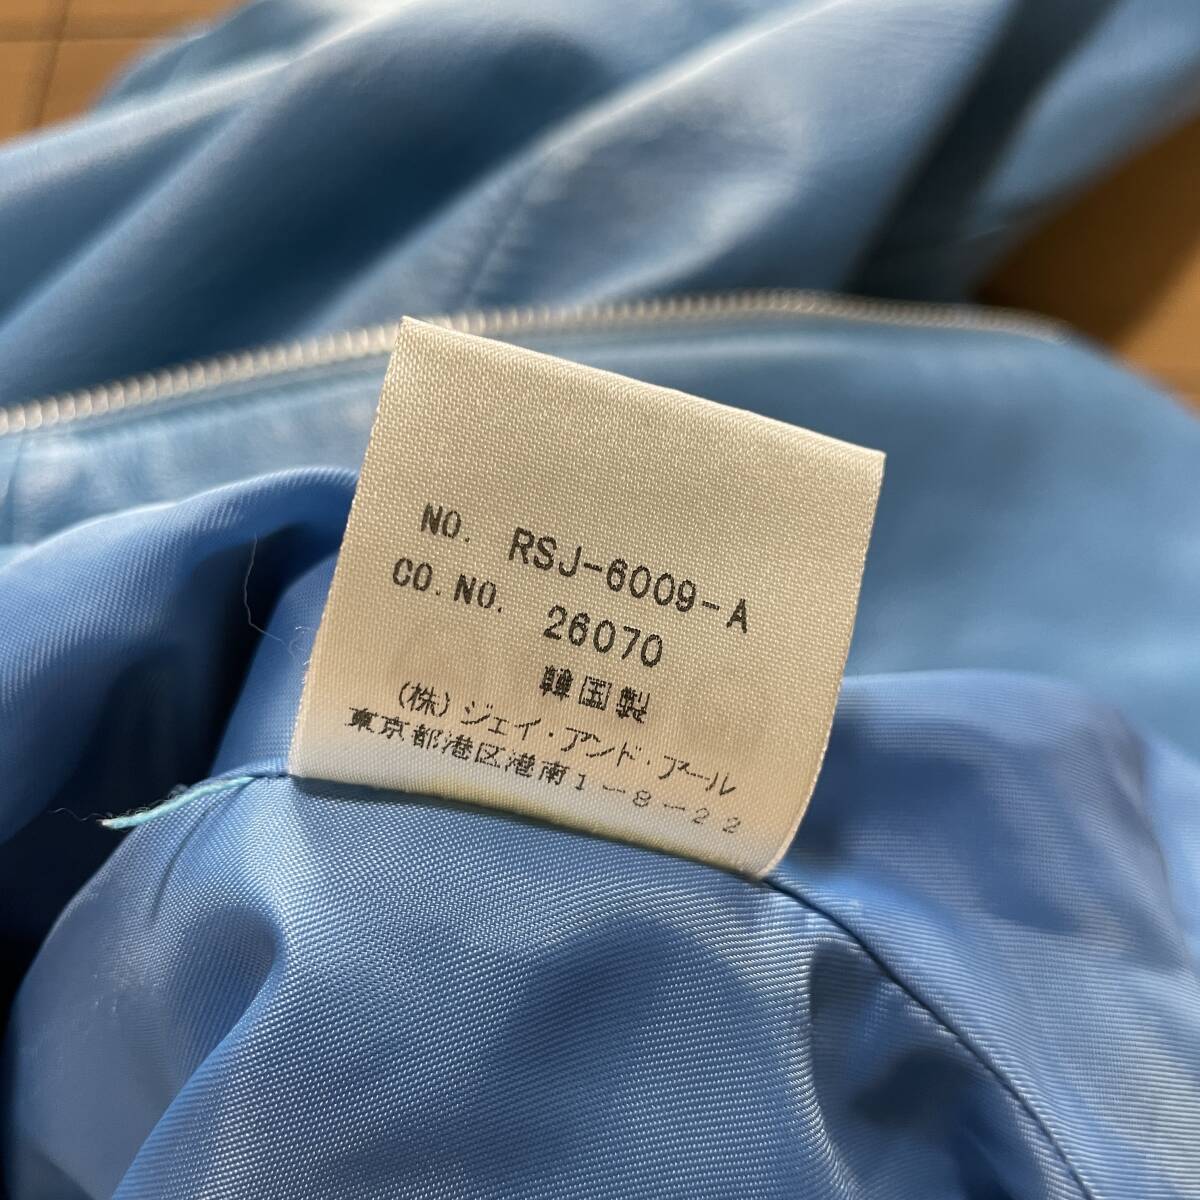 NO. RSJ-6009-A
CO.NO. 26070
韓国製
(株)ジェイ・アンド・アール
東京都港区港南1-8-22